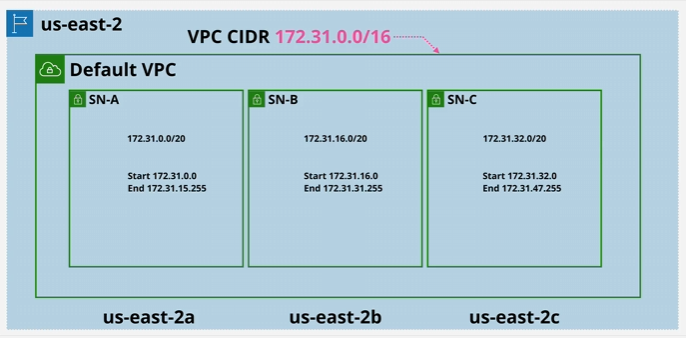 us-east-2
VPC CIDR 172.31.0.0/16
Default VPC
SN-A
172.31.0.0/20
Start 172.31.0.0
End 172.31.15.255
SN-B
172.31.16.0/20
Start 172.31.16.0
End 172.31.31.255
SN-C
172.31.32.0/20
Start 172.31.32.0
End 172.31.47.255
us-east-2a
us-east-2b
us-east-2c